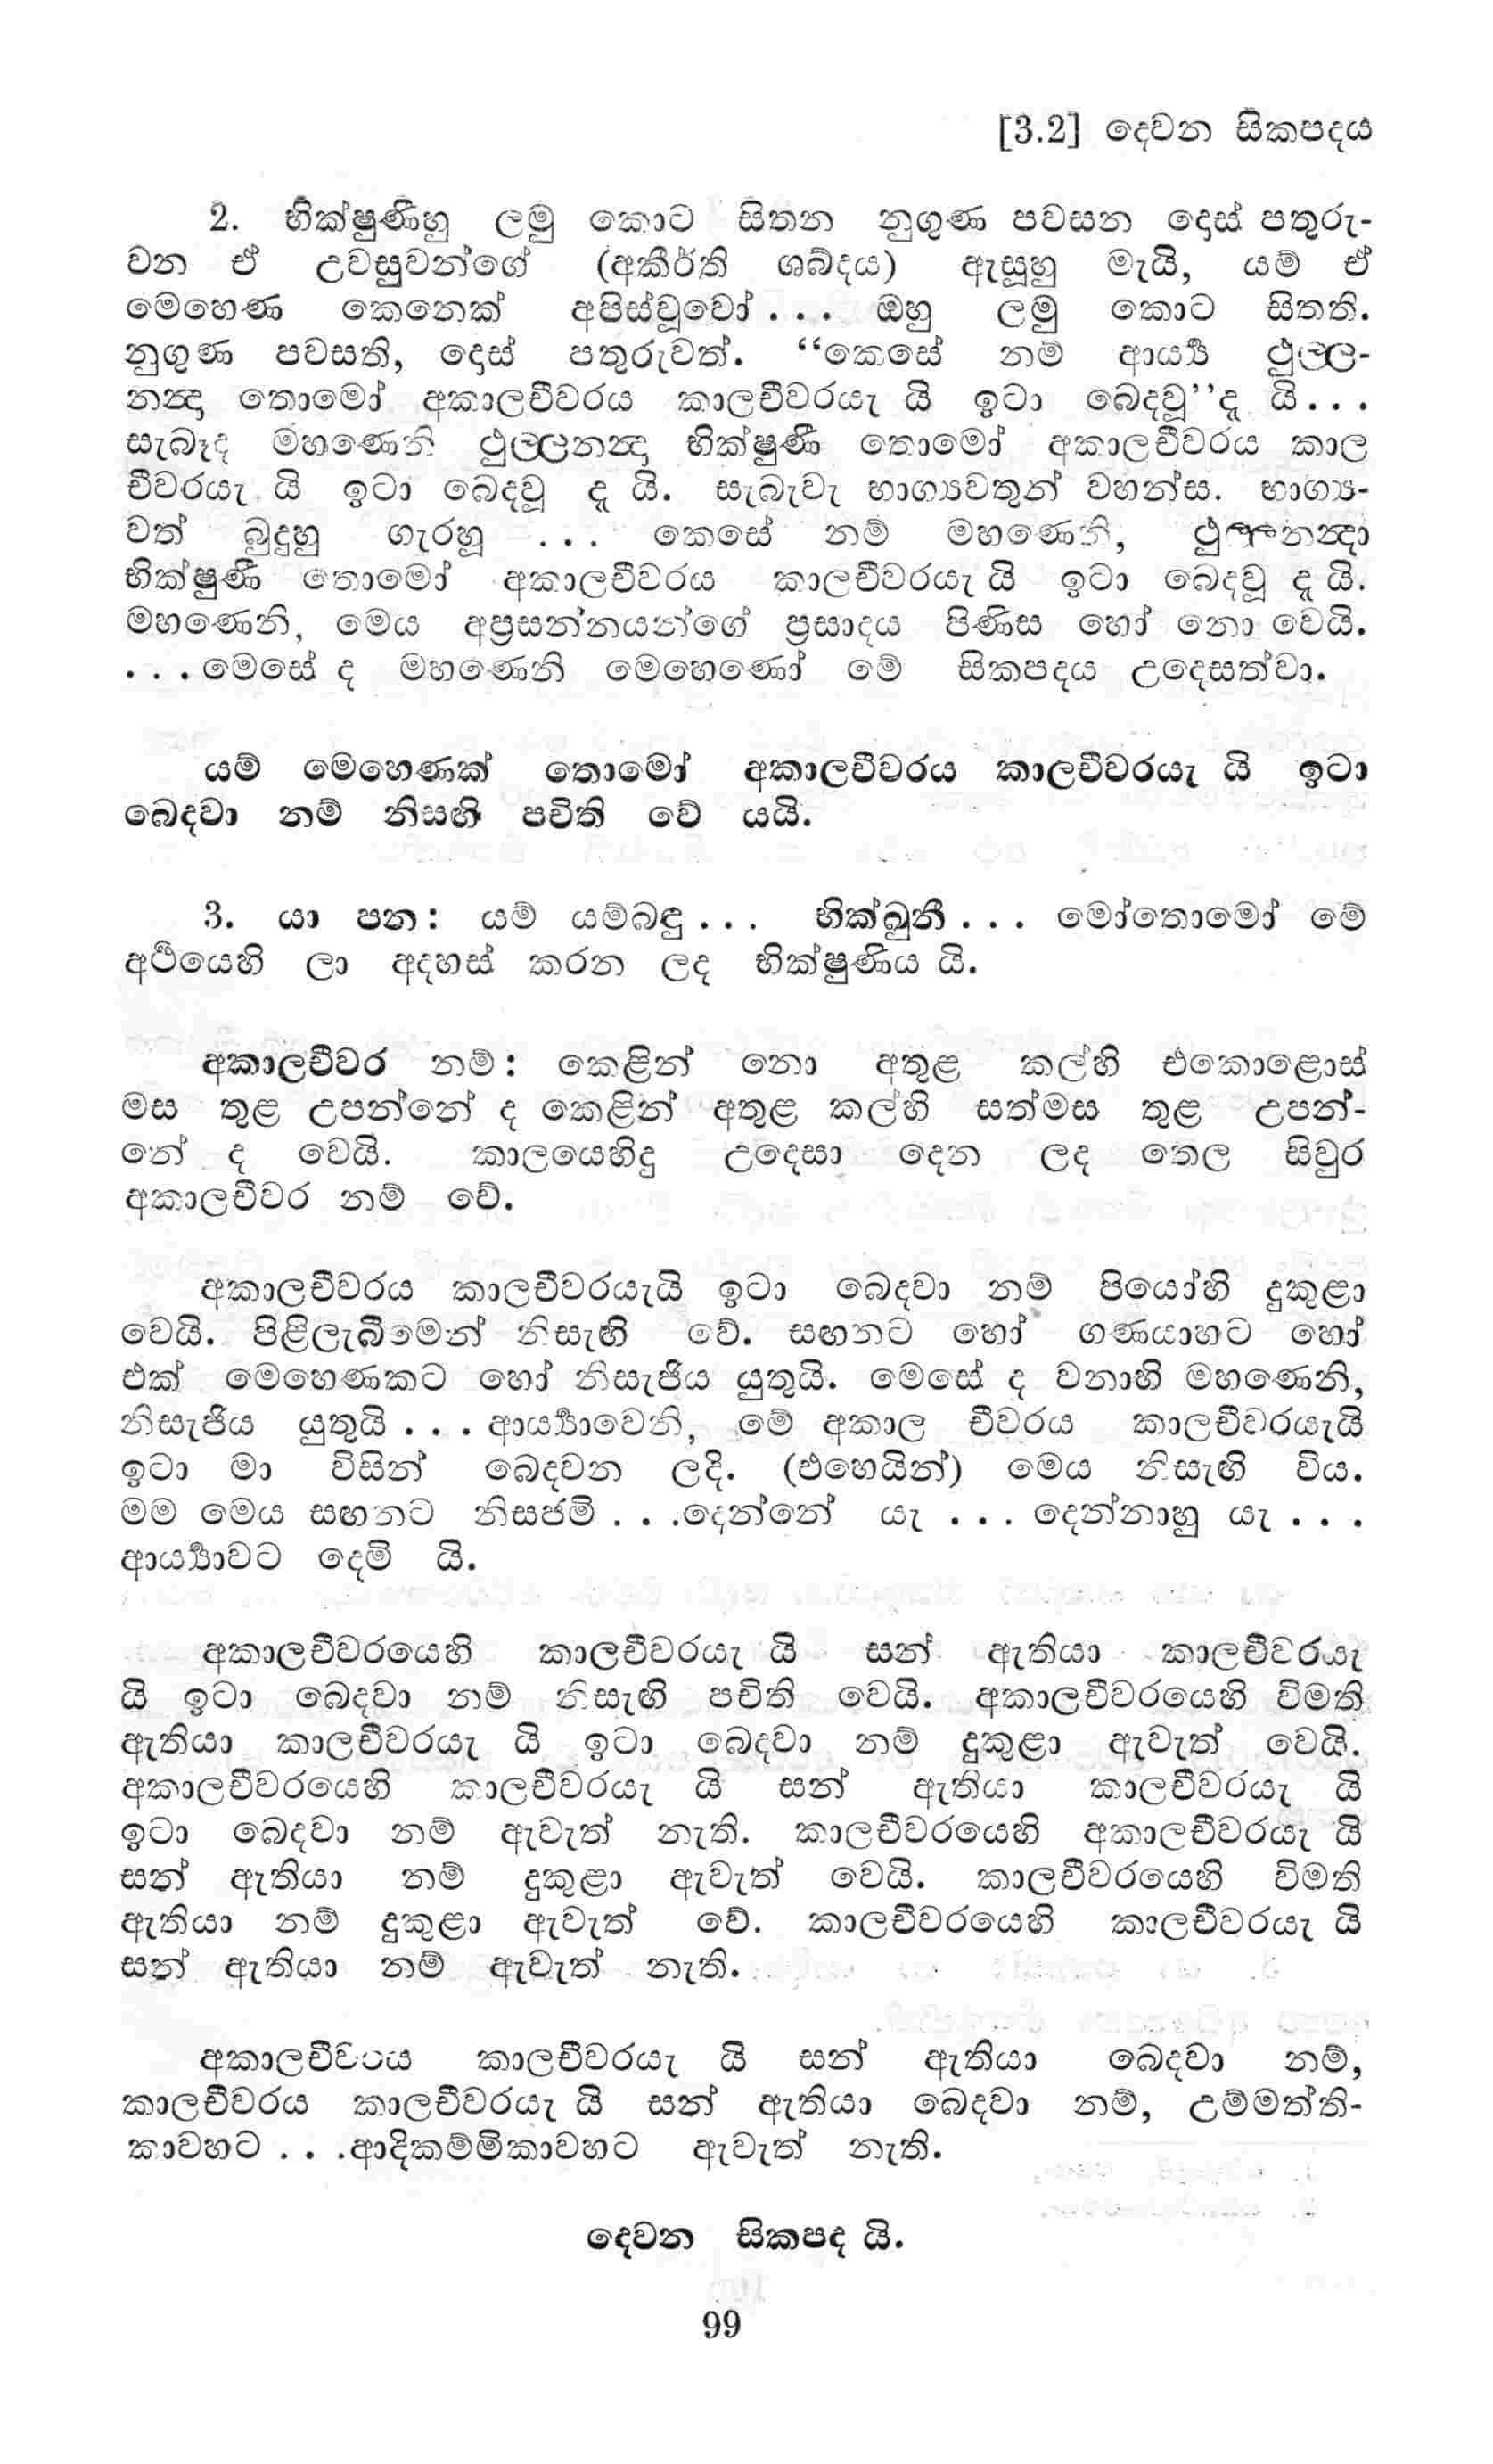 [3.2] දෙවන සිකපදය
2. භික්ෂුණීහු ලමු කොට සිතන නුගුණ පවසන දොස් පතුරු-
වන ඒ උවසුවන්ගේ (අකීර්ති ශබ්දය) ඇසූහු මැයි, යම් ඒ
මෙහෙණ කෙනෙක් අපිස්වූවෝ . . . ඔහු ලමු කොට සිතති.
නුගුණ පවසති, දොස් පතුරුවත්. “කෙසේ නම් ආර්‍ය්‍ය ථුල්ල-
නන්‍දා තොමෝ අකාලචීවරය කාලචීවරයැ යි ඉටා බෙදවූ”දූ යි . . .
සැබෑද මහණෙනි ථුල්ලනන්‍දා භික්ෂුණී තොමෝ අකාලචීවරය කාල
චීවරයැ යි ඉටා බෙදවූ දූ යි. සැබැවැ භාග්‍යවතුන් වහන්ස. භාග්‍ය-
වත් බුදුහු ගැරහූ . . . කෙසේ නම් මහණෙනි, ථුල්ලනන්‍දා
භික්ෂුණී තොමෝ අකාලචීවරය කාලචීවරයැ යි ඉටා බෙදවූ දූ යි.
මහණෙනි, මෙය අප්‍රසන්නයන්ගේ ප්‍රසාදය පිණිස හෝ නො වෙයි.
. . . මෙසේ ද මහණෙනි මෙහෙණෝ මේ සිකපදය උදෙසත්වා.
යම් මෙහෙණක් තොමෝ අකාලචීවරය කාලචීවරයැ යි ඉටා
බෙදවා නම් නිසඟි පචිති වේ යයි.
3. යා පන : යම් යම්බඳු . . . භික්ඛුනී . . . මෝතොමෝ මේ
අර්‍ථයෙහි ලා අදහස් කරන ලද භික්ෂුණිය යි.
අකාලචීවර නම් : කෙළින් නො අතුළ කල්හි එකොළොස්
මස තුළ උපන්නේ ද කෙළින් අතුළ කල්හි සත්මස තුළ උපන්-
නේ ද වෙයි. කාලයෙහිදු උදෙසා දෙන ලද තෙල සිවුර
අකාලචීවර නම් වේ.
අකාලචීවරය කාලචීවරයැයි ඉටා බෙදවා නම් පියෝහි දුකුළා
වෙයි. පිළිලැබීමෙන් නිසැඟි වේ. සඟනට හෝ ගණයාහට හෝ
එක් මෙහෙණකට හෝ නිසැජිය යුතුයි. මෙසේ ද වනාහි මහණෙනි,
නිසැජිය යුතුයි . . . ආර්‍ය්‍යාවෙනි, මේ අකාල චීවරය කාලචීවරයැයි
ඉටා මා විසින් බෙදවන ලදි. (එහෙයින්) මෙය නිසැඟි විය.
මම මෙය සඟනට නිසජමි . . .දෙන්නේ යැ . . . දෙන්නාහු යැ . . .
ආර්‍ය්‍යාවට දෙමි යි.
අකාලචීවරයෙහි කාලචීවරයැ යි සන් ඇතියා කාලචීවරයැ
යි ඉටා බෙදවා නම් නිසැඟි පචිති වෙයි. අකාලචීවරයෙහි විමති
ඇතියා කාලචීවරයැ යි ඉටා බෙදවා නම් දුකුළා ඇවැත් වෙයි.
අකාලචීවරයෙහි කාලචීවරයැ යි සන් ඇතියා කාලචීවරයැ යි
ඉටා බෙදවා නම් ඇවැත් නැති. කාලචීවරයෙහි අකාලචීවරයැ යි
සන් ඇතියා නම් දුකුළා ඇවැත් වෙයි. කාලචීවරයෙහි විමති
ඇතියා නම් දුකුළා ඇවැත් වේ. කාලචීවරයෙහි කාලචීවරයැ යි
සන් ඇතියා නම් ඇවැත් නැති.
අකාලචීවරය කාලචීවරයැ යි සන් ඇතියා බෙදවා නම්,
කාලචීවරය කාලචීවරයැ යි සන් ඇතියා බෙදවා නම්, උම්මත්ති-
කාවහට . . .ආදිකම්මිකාවහට ඇවැත් නැති.
දෙවන සිකපද යි.
99